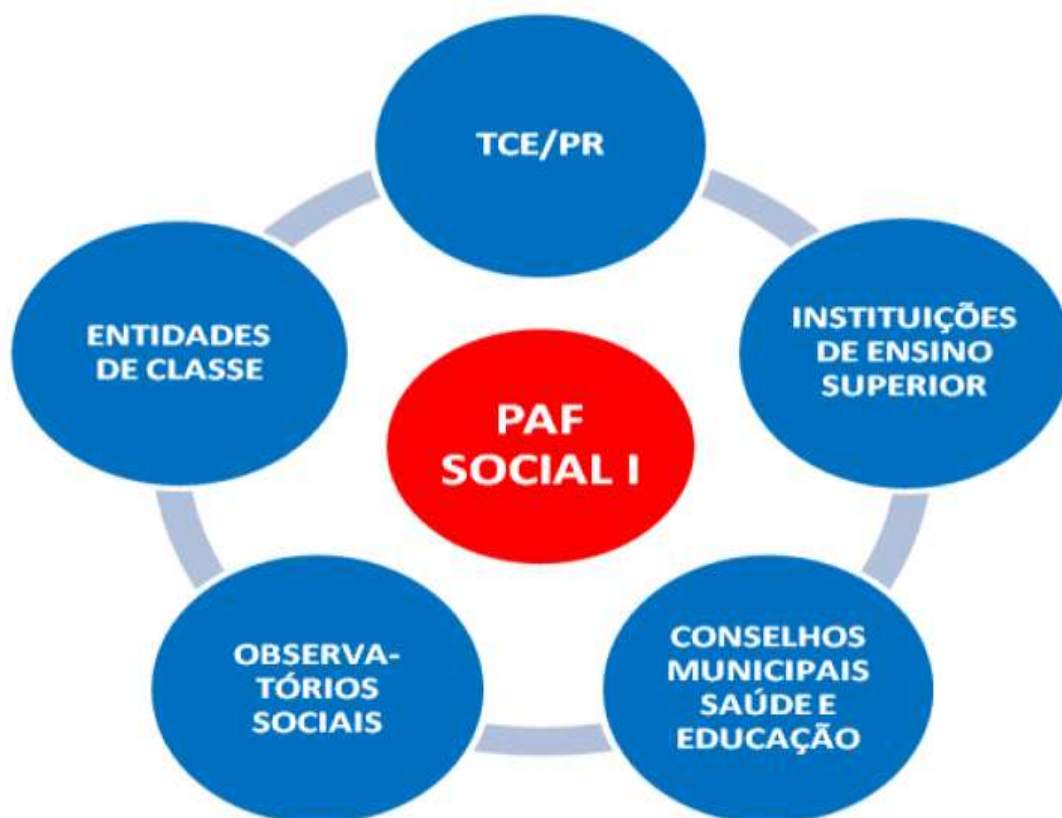 TCE/PR
ENTIDADES
DE CLASSE
INSTITUIÇÕES
DE ENSINO
SUPERIOR
PAF
SOCIAL I
OBSERVA-
TÓRIOS
SOCIAIS
CONSELHOS
MUNICIPAIS
SAÚDE E
EDUCAÇÃO